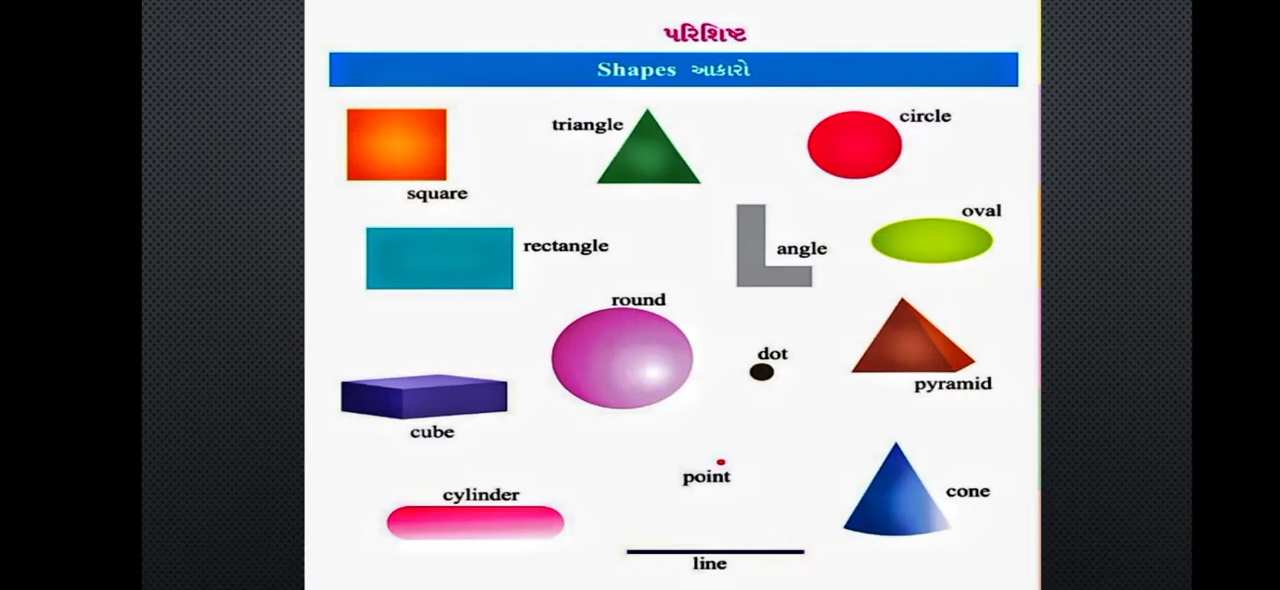 પરિશિષ્ટ
Shapes આકારો
triangle
circle
square
oval
rectangle
angle
round
dot
pyramid
cube
point
cylinder
cone
line